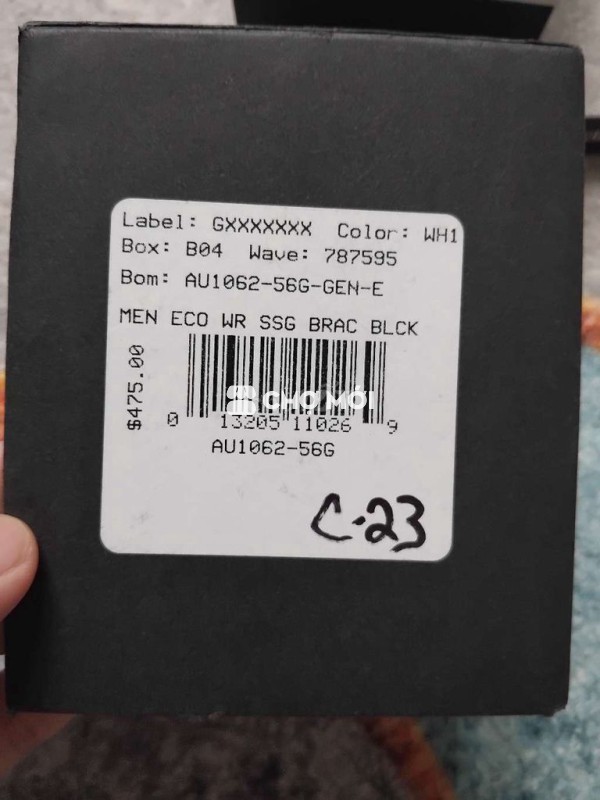 Label: GXXXXXXX Color: WH1
Box: B04 Wave: 787595
Bom: AU1062-56G-GEN-E
MEN ECO WR SSG BRAC BLCK
$475.00
CHỢ MỚI
0 13205 11026 9
AU1062-56G
C-23